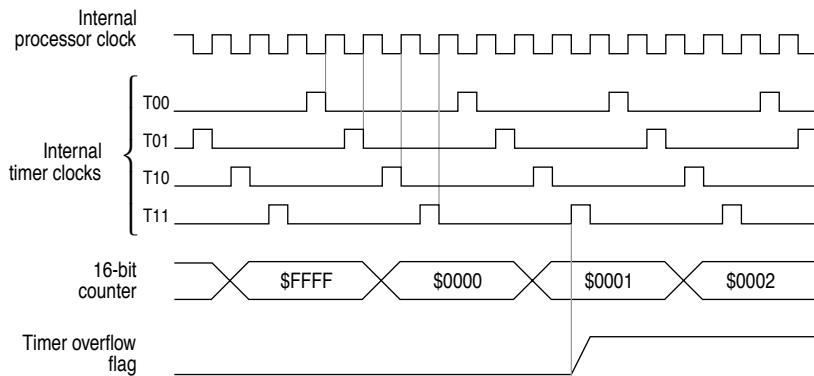 Internal
processor clock
T00
T01
Internal
timer clocks
T10
T11
16-bit
counter
$FFFF
$0000
$0001
$0002
Timer overflow
flag